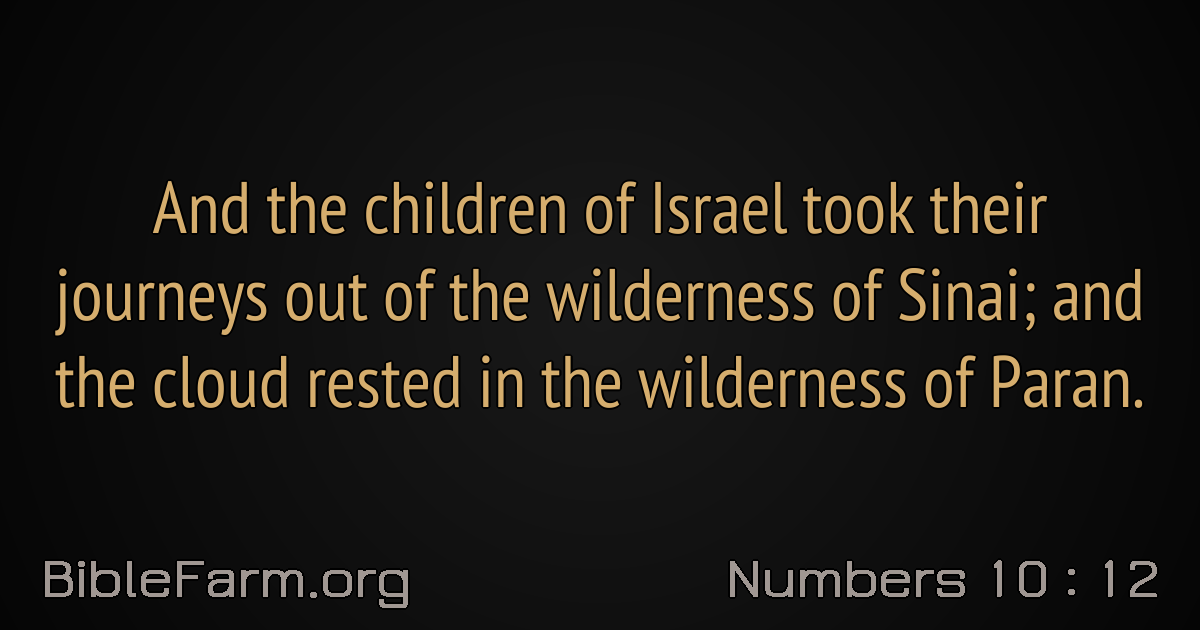 And the children of Israel took their
journeys out of the wilderness of Sinai; and
the cloud rested in the wilderness of Paran.
BibleFarm.org
Numbers 10 : 12